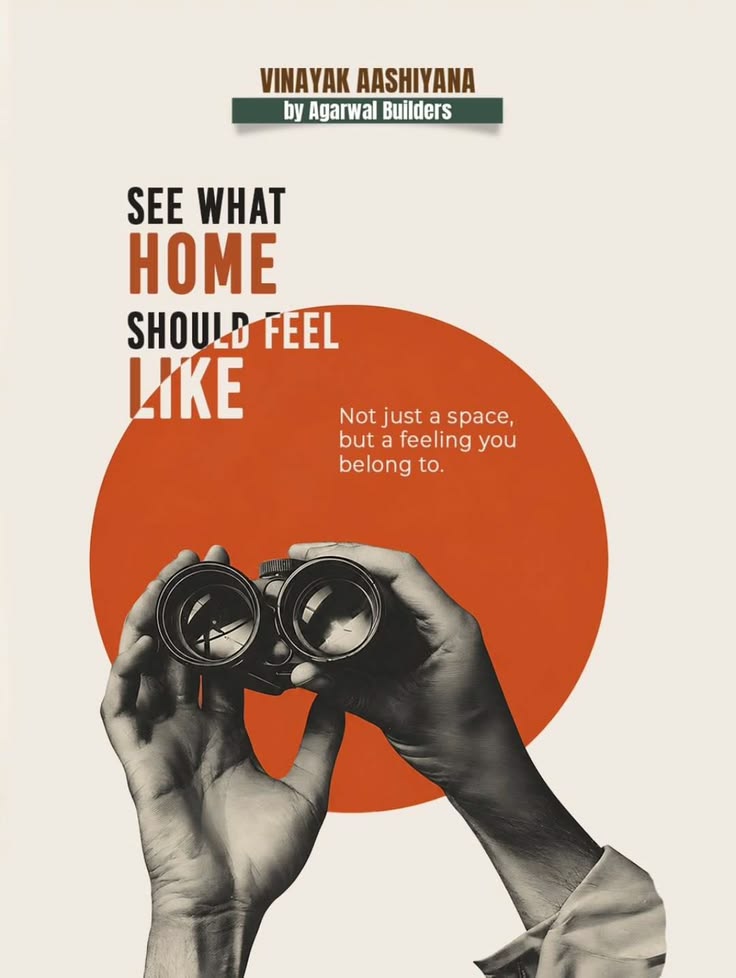 VINAYAK AASHIYANA
by Agarwal Builders
SEE WHAT
HOME
SHOULD FEEL
LIKE
Not just a space,
but a feeling you
belong to.